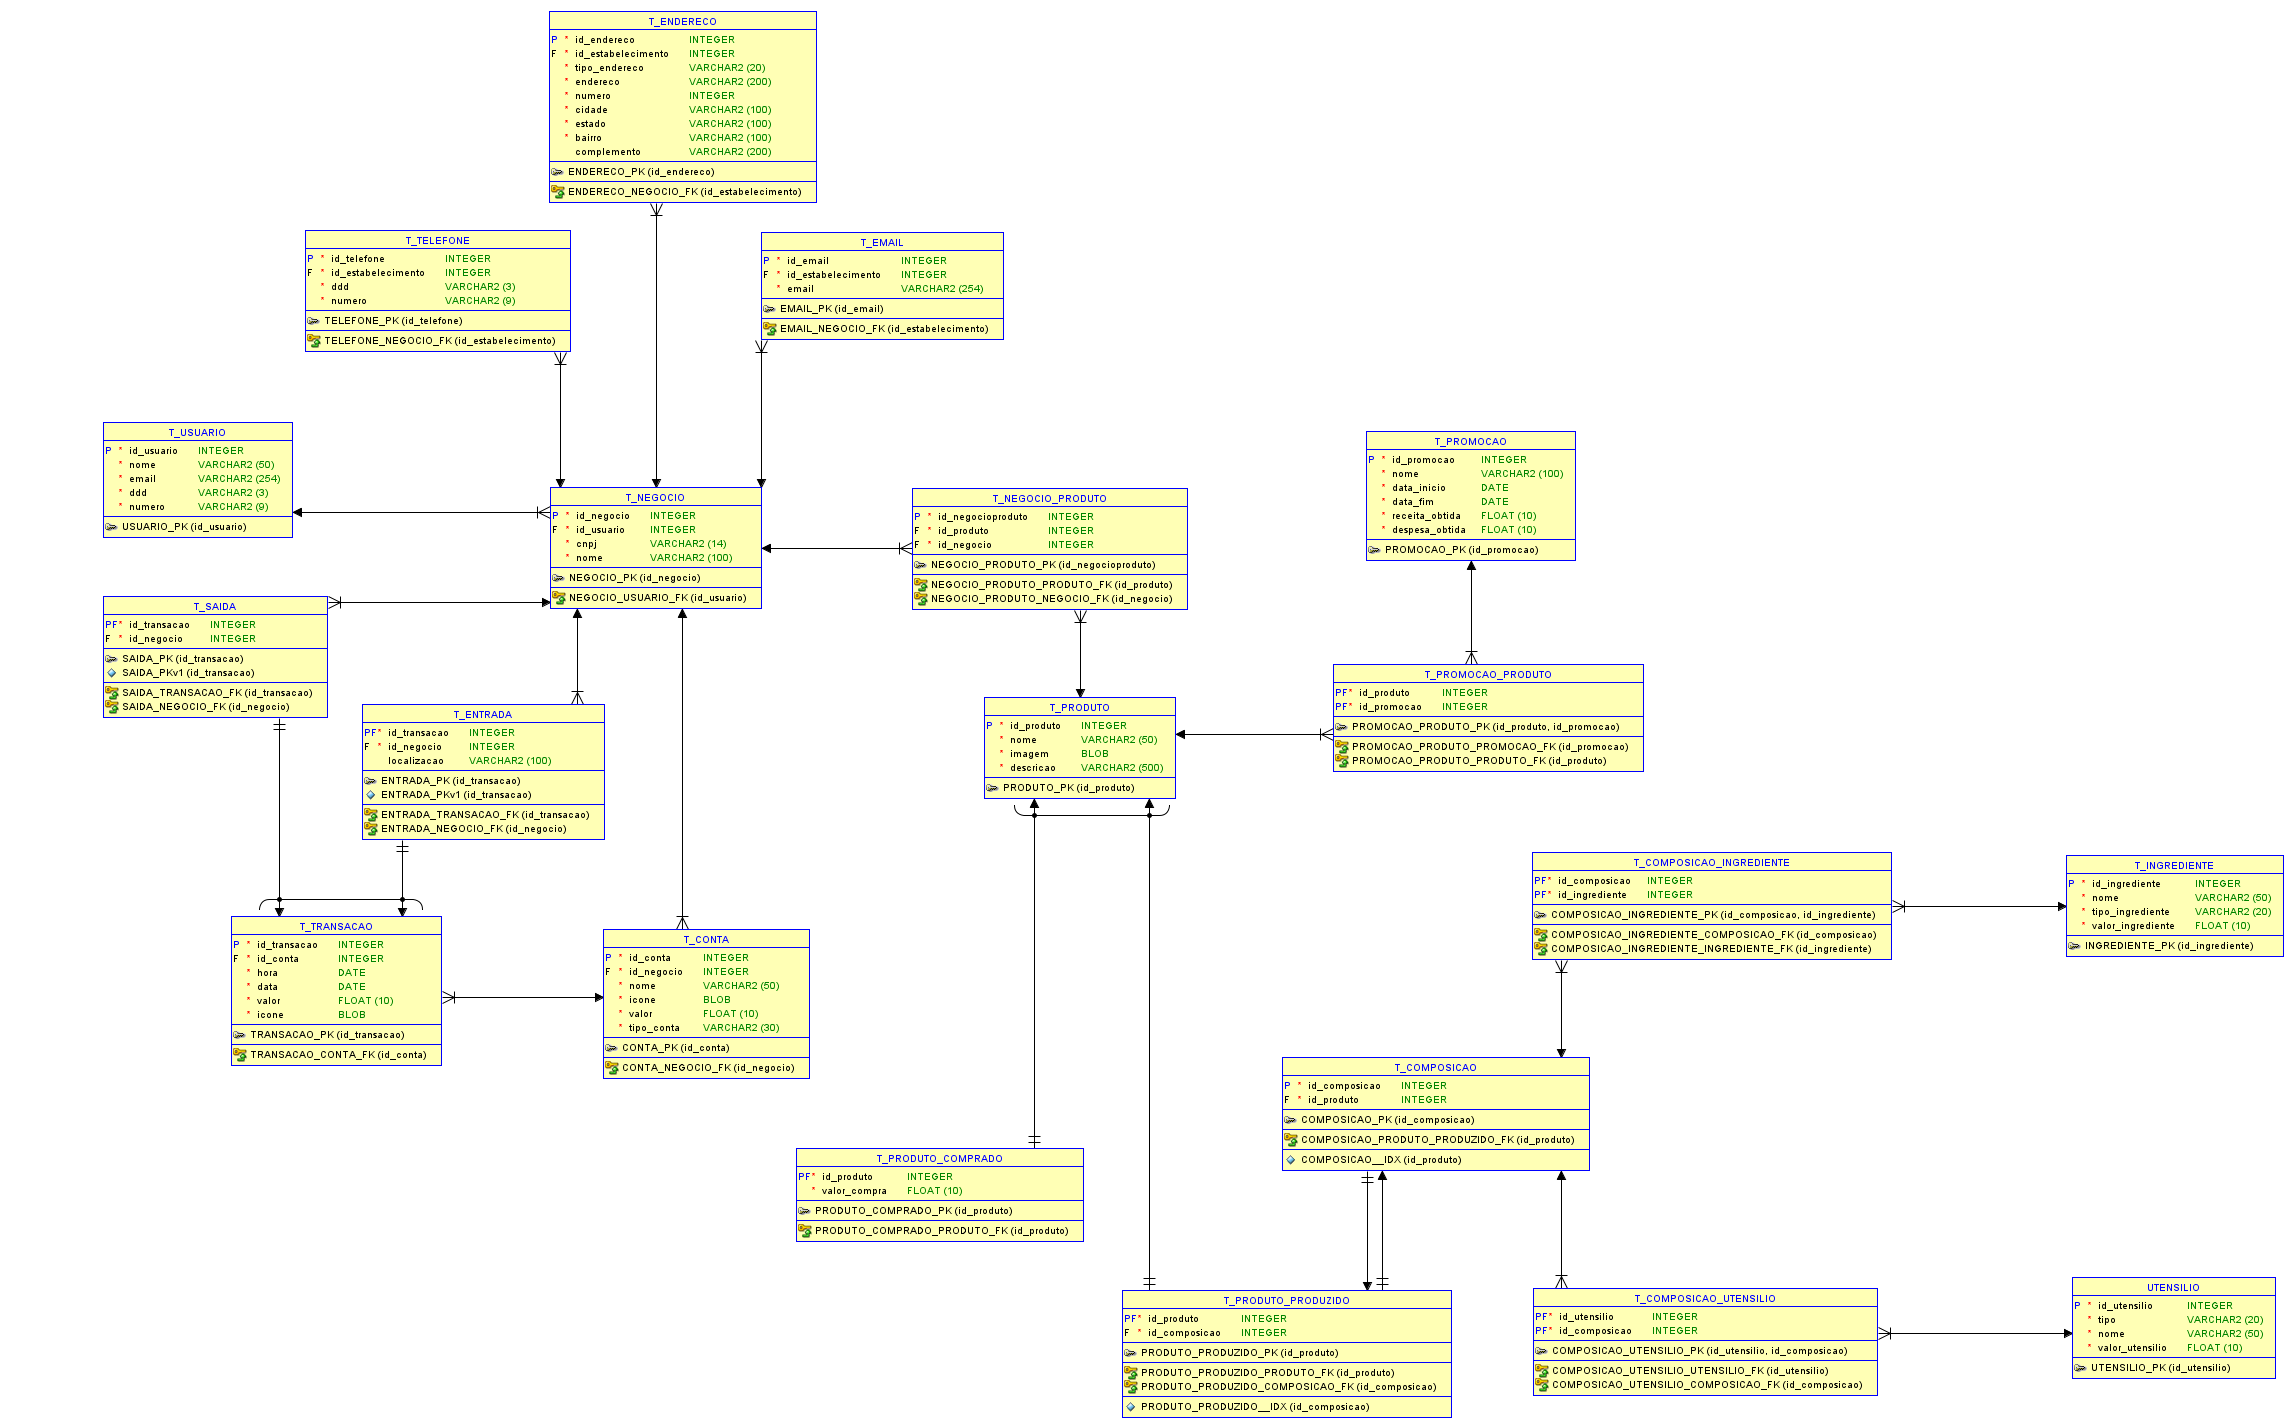 T_ENDERECO
P * id_endereco INTEGER
F * id_estabelecimento INTEGER
* tipo_endereco VARCHAR2 (20)
* endereco VARCHAR2 (200)
* numero INTEGER
* cidade VARCHAR2 (100)
* estado VARCHAR2 (100)
* bairro VARCHAR2 (100)
complemento VARCHAR2 (200)
ENDERECO_PK (id_endereco)
ENDERECO_NEGOCIO_FK (id_estabelecimento)
T_TELEFONE
P * id_telefone INTEGER
F * id_estabelecimento INTEGER
* ddd VARCHAR2 (3)
* numero VARCHAR2 (9)
TELEFONE_PK (id_telefone)
TELEFONE_NEGOCIO_FK (id_estabelecimento)
T_EMAIL
P * id_email INTEGER
F * id_estabelecimento INTEGER
* email VARCHAR2 (254)
EMAIL_PK (id_email)
EMAIL_NEGOCIO_FK (id_estabelecimento)
T_USUARIO
P * id_usuario INTEGER
* nome VARCHAR2 (50)
* email VARCHAR2 (254)
* ddd VARCHAR2 (3)
* numero VARCHAR2 (9)
USUARIO_PK (id_usuario)
T_NEGOCIO
P * id_negocio INTEGER
F * id_usuario INTEGER
* cnpj VARCHAR2 (14)
* nome VARCHAR2 (100)
NEGOCIO_PK (id_negocio)
NEGOCIO_USUARIO_FK (id_usuario)
T_NEGOCIO_PRODUTO
P * id_negocioproduto INTEGER
F * id_produto INTEGER
F * id_negocio INTEGER
NEGOCIO_PRODUTO_PK (id_negocioproduto)
NEGOCIO_PRODUTO_PRODUTO_FK (id_produto)
NEGOCIO_PRODUTO_NEGOCIO_FK (id_negocio)
T_PROMOCAO
P * id_promocao INTEGER
* nome VARCHAR2 (100)
* data_inicio DATE
* data_fim DATE
* receita_obtida FLOAT (10)
* despesa_obtida FLOAT (10)
PROMOCAO_PK (id_promocao)
T_SAIDA
PF* id_transacao INTEGER
F * id_negocio INTEGER
SAIDA_PK (id_transacao)
SAIDA_PKv1 (id_transacao)
SAIDA_TRANSACAO_FK (id_transacao)
SAIDA_NEGOCIO_FK (id_negocio)
T_ENTRADA
PF* id_transacao INTEGER
F * id_negocio INTEGER
localizacao VARCHAR2 (100)
ENTRADA_PK (id_transacao)
ENTRADA_PKv1 (id_transacao)
ENTRADA_TRANSACAO_FK (id_transacao)
ENTRADA_NEGOCIO_FK (id_negocio)
T_PRODUTO
P * id_produto INTEGER
* nome VARCHAR2 (50)
* imagem BLOB
* descricao VARCHAR2 (500)
PRODUTO_PK (id_produto)
T_PROMOCAO_PRODUTO
PF* id_produto INTEGER
PF* id_promocao INTEGER
PROMOCAO_PRODUTO_PK (id_produto, id_promocao)
PROMOCAO_PRODUTO_PROMOCAO_FK (id_promocao)
PROMOCAO_PRODUTO_PRODUTO_FK (id_produto)
T_TRANSACAO
P * id_transacao INTEGER
F * id_conta INTEGER
* hora DATE
* data DATE
* valor FLOAT (10)
* icone BLOB
TRANSACAO_PK (id_transacao)
TRANSACAO_CONTA_FK (id_conta)
T_CONTA
P * id_conta INTEGER
F * id_negocio INTEGER
* nome VARCHAR2 (50)
* icone BLOB
* valor FLOAT (10)
* tipo_conta VARCHAR2 (30)
CONTA_PK (id_conta)
CONTA_NEGOCIO_FK (id_negocio)
T_COMPOSICAO_INGREDIENTE
PF* id_composicao INTEGER
PF* id_ingrediente INTEGER
COMPOSICAO_INGREDIENTE_PK (id_composicao, id_ingrediente)
COMPOSICAO_INGREDIENTE_COMPOSICAO_FK (id_composicao)
COMPOSICAO_INGREDIENTE_INGREDIENTE_FK (id_ingrediente)
T_INGREDIENTE
P * id_ingrediente INTEGER
* nome VARCHAR2 (50)
* tipo_ingrediente VARCHAR2 (20)
* valor_ingrediente FLOAT (10)
INGREDIENTE_PK (id_ingrediente)
T_COMPOSICAO
P * id_composicao INTEGER
F * id_produto INTEGER
COMPOSICAO_PK (id_composicao)
COMPOSICAO_PRODUTO_PRODUZIDO_FK (id_produto)
COMPOSICAO__IDX (id_produto)
T_PRODUTO_COMPRADO
PF* id_produto INTEGER
* valor_compra FLOAT (10)
PRODUTO_COMPRADO_PK (id_produto)
PRODUTO_COMPRADO_PRODUTO_FK (id_produto)
T_PRODUTO_PRODUZIDO
PF* id_produto INTEGER
F * id_composicao INTEGER
PRODUTO_PRODUZIDO_PK (id_produto)
PRODUTO_PRODUZIDO_PRODUTO_FK (id_produto)
PRODUTO_PRODUZIDO_COMPOSICAO_FK (id_composicao)
PRODUTO_PRODUZIDO__IDX (id_composicao)
T_COMPOSICAO_UTENSILIO
PF* id_utensilio INTEGER
PF* id_composicao INTEGER
COMPOSICAO_UTENSILIO_PK (id_utensilio, id_composicao)
COMPOSICAO_UTENSILIO_UTENSILIO_FK (id_utensilio)
COMPOSICAO_UTENSILIO_COMPOSICAO_FK (id_composicao)
UTENSILIO
P * id_utensilio INTEGER
* tipo VARCHAR2 (20)
* nome VARCHAR2 (50)
* valor_utensilio FLOAT (10)
UTENSILIO_PK (id_utensilio)